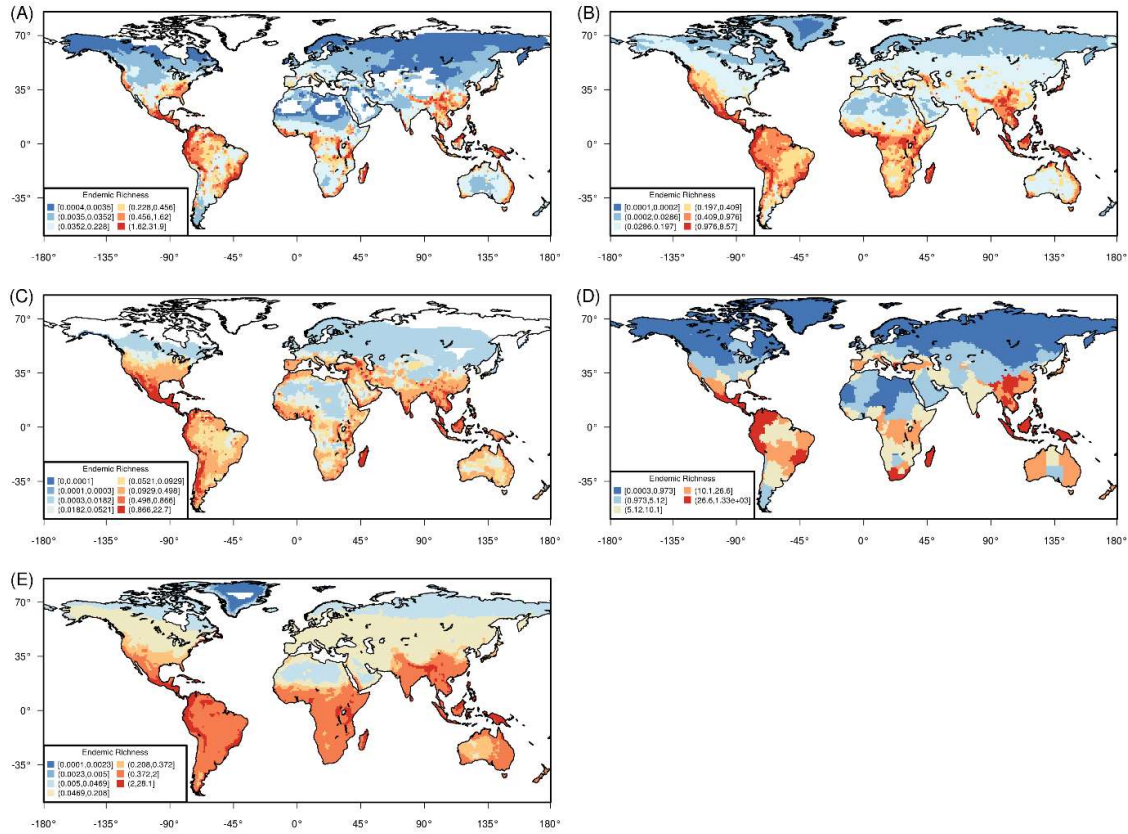 (A)
70°
35°
0°
-35°
Endemic Richness
[0.0004,0.0035] (0.228,0.456]
(0.0035,0.0352] (0.456,1.62]
(0.0352,0.228] (1.62,31.9]
-180° -135° -90° -45° 0° 45° 90° 135° 180°
(B)
70°
35°
0°
-35°
Endemic Richness
[0.0001,0.0002] (0.197,0.409]
(0.0002,0.0286] (0.409,0.976]
(0.0286,0.197] (0.976,8.57]
-180° -135° -90° -45° 0° 45° 90° 135° 180°
(C)
70°
35°
0°
-35°
Endemic Richness
[0,0.0001] (0.0521,0.0929]
(0.0001,0.0003] (0.0929,0.498]
(0.0003,0.0182] (0.498,0.866]
(0.0182,0.0521] (0.866,22.7]
-180° -135° -90° -45° 0° 45° 90° 135° 180°
(D)
70°
35°
0°
-35°
Endemic Richness
[0.0003,0.973] (10.1,26.6]
(0.973,5.12] (26.6,1.33e+03]
(5.12,10.1]
-180° -135° -90° -45° 0° 45° 90° 135° 180°
(E)
70°
35°
0°
-35°
Endemic Richness
[0.0001,0.0023] (0.208,0.372]
(0.0023,0.005] (0.372,2]
(0.005,0.0469] (2,28.1]
(0.0469,0.208]
-180° -135° -90° -45° 0° 45° 90° 135° 180°